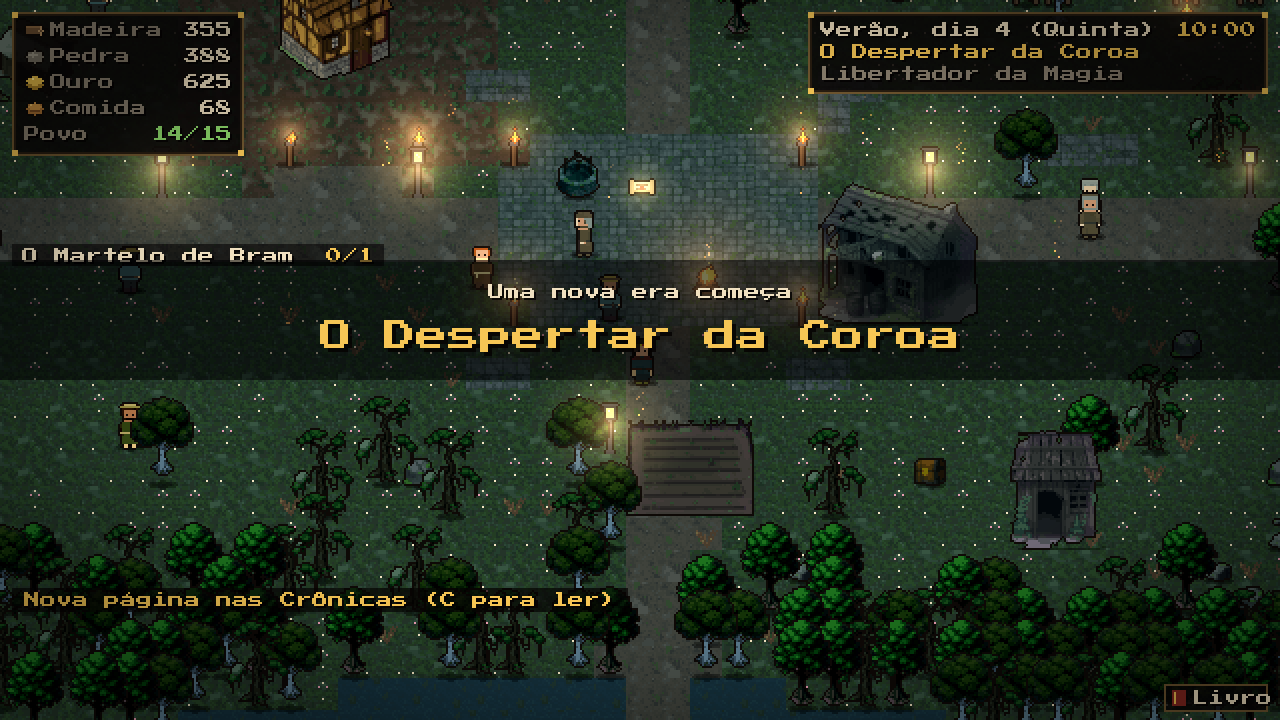 Madeira 355
Pedra 388
Ouro 625
Comida 68
Povo 14/15
Verão, dia 4 (Quinta) 10:00
O Despertar da Coroa
Libertador da Magia
O Martelo de Bram 0/1
Uma nova era começa
O Despertar da Coroa
Nova página nas Crônicas (C para ler)
Livro